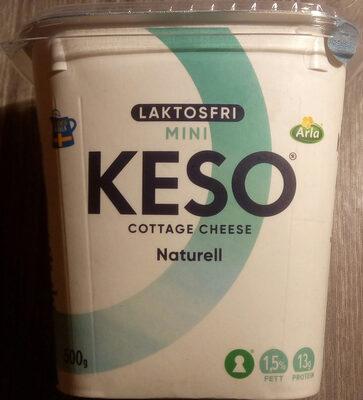 LAKTOSFRI
MINI
KESO®
Arla
COTTAGE CHEESE
Naturell
500g
1,5%
FETT
13g
PROTEIN